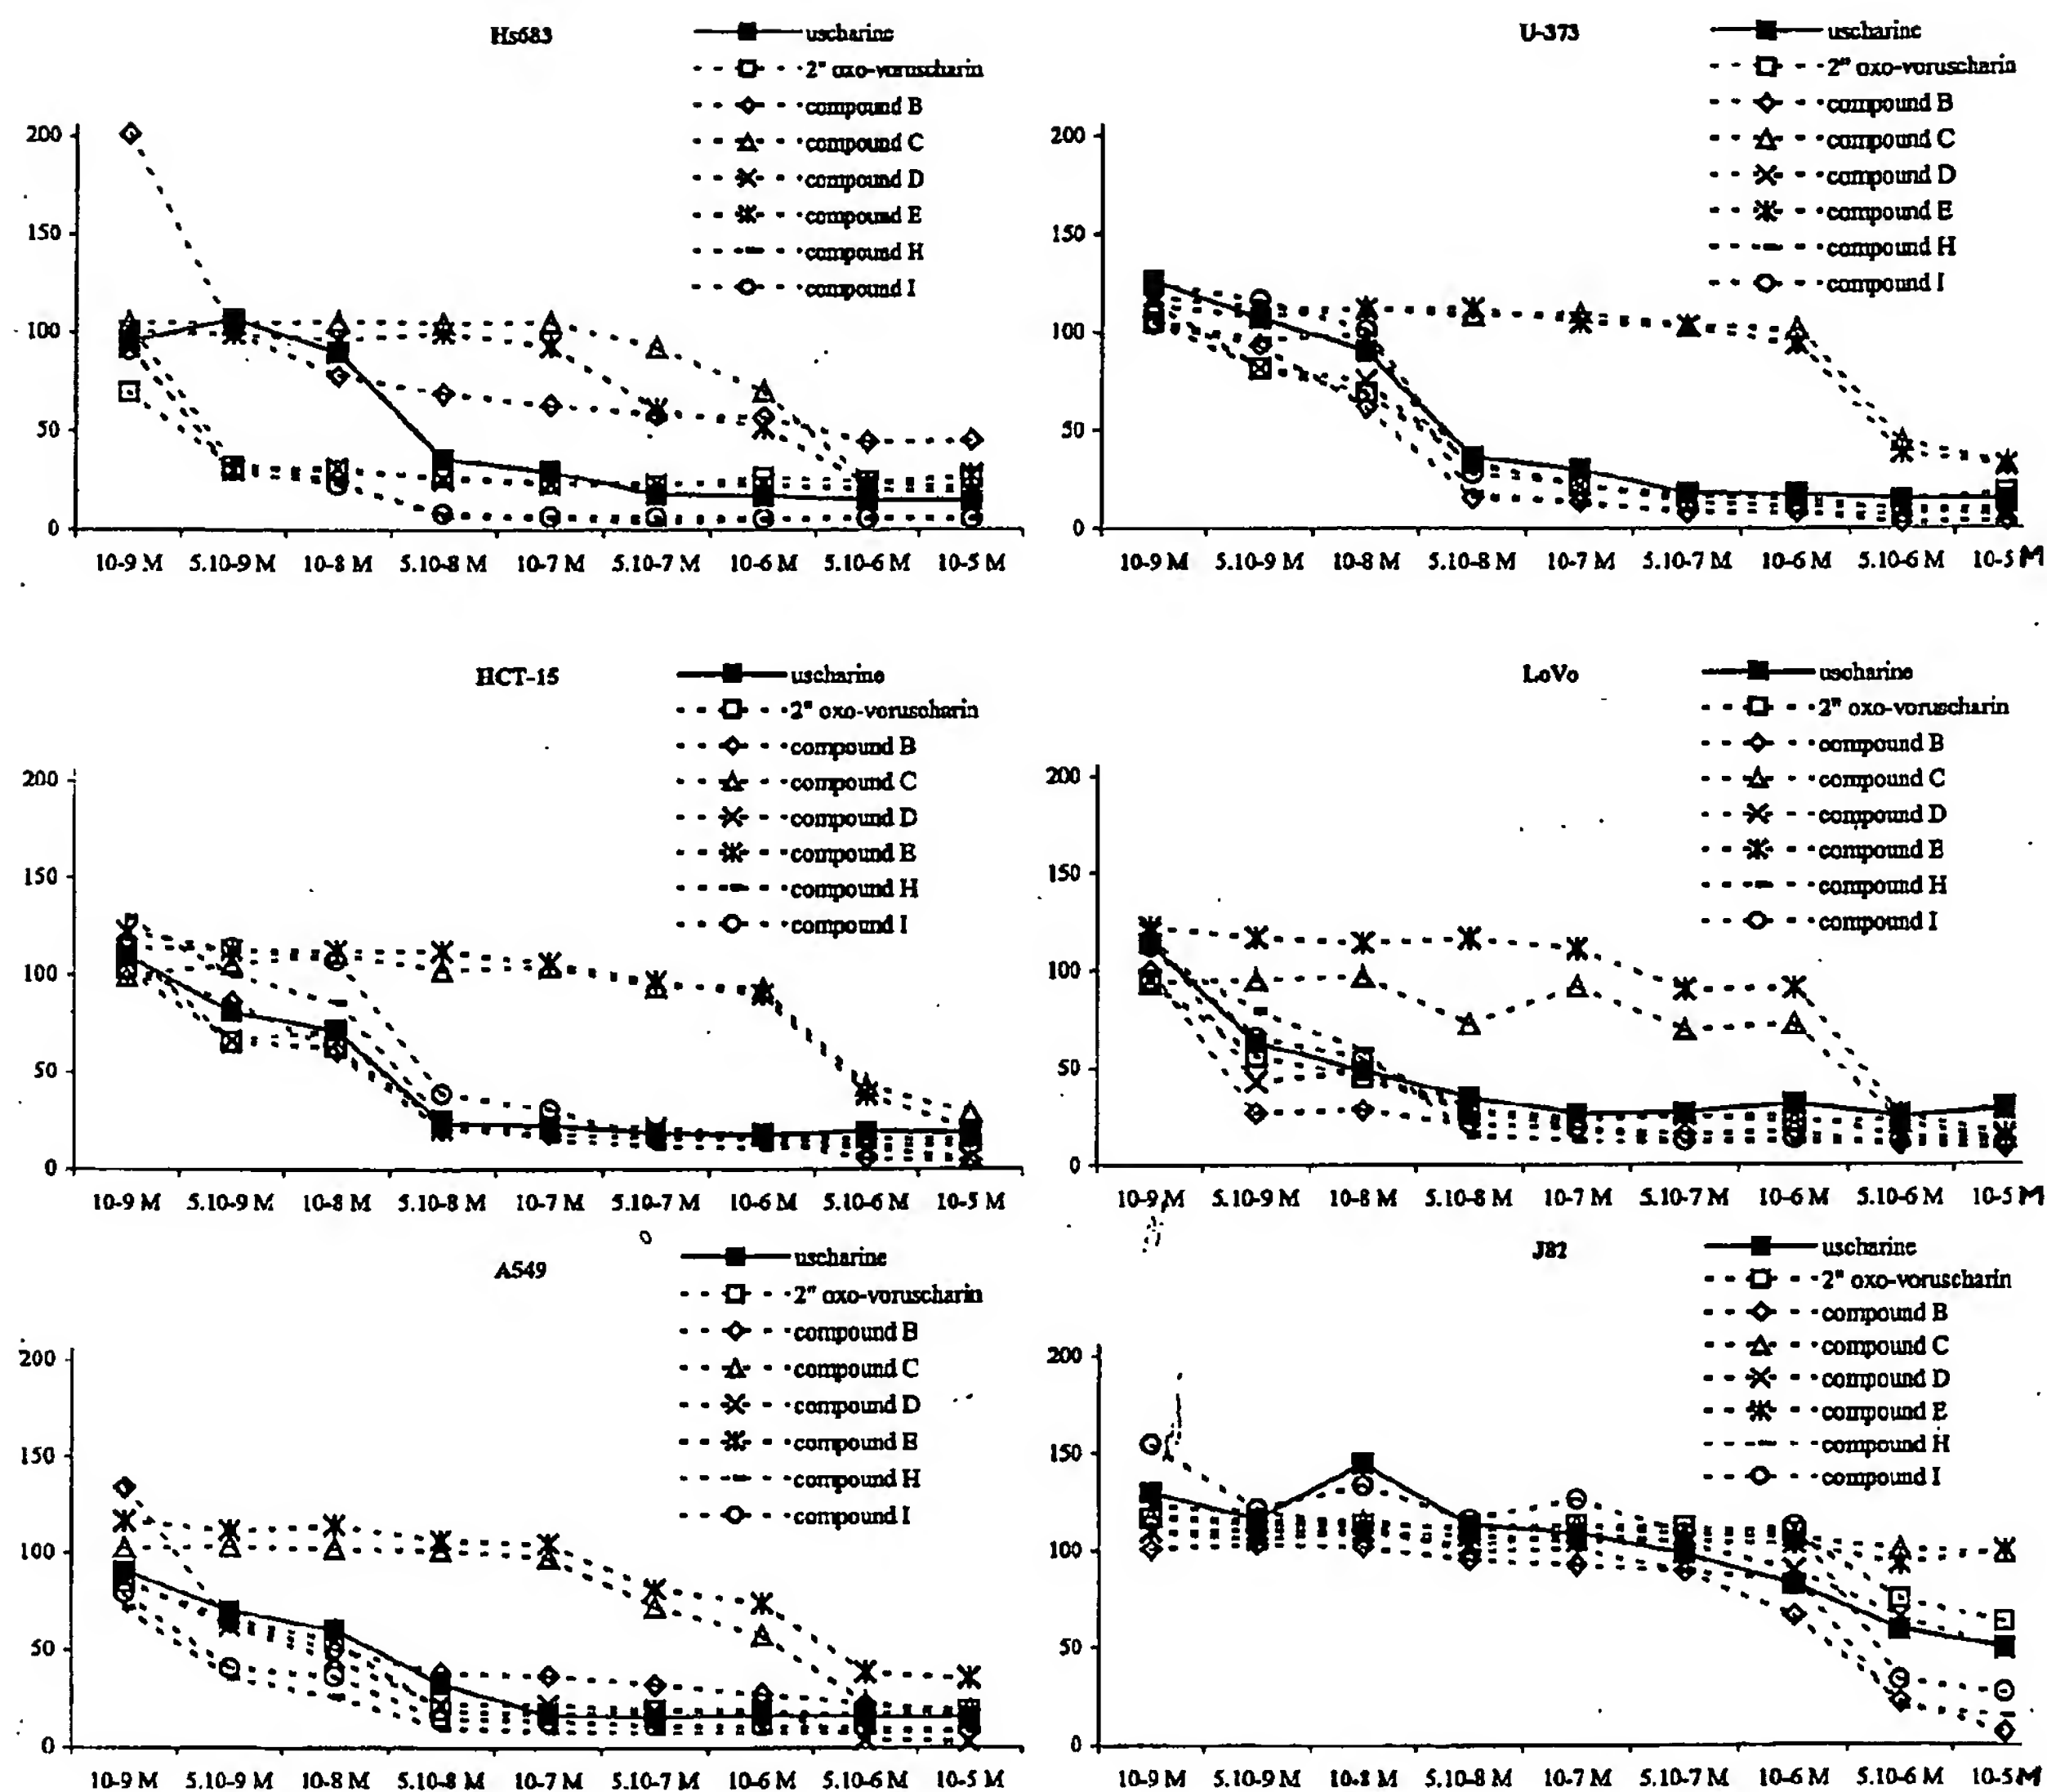 Hs683
uscharine
2" oxo-voruscharin
compound B
compound C
compound D
compound E
compound H
compound I
200
150
100
50
0
10-9 M 5.10-9 M 10-8 M 5.10-8 M 10-7 M 5.10-7 M 10-6 M 5.10-6 M 10-5 M
U-373
uscharine
2" oxo-voruscharin
compound B
compound C
compound D
compound E
compound H
compound I
200
150
100
50
0
10-9 M 5.10-9 M 10-8 M 5.10-8 M 10-7 M 5.10-7 M 10-6 M 5.10-6 M 10-5 M
HCT-15
uscharine
2" oxo-voruscharin
compound B
compound C
compound D
compound E
compound H
compound I
200
150
100
50
0
10-9 M 5.10-9 M 10-8 M 5.10-8 M 10-7 M 5.10-7 M 10-6 M 5.10-6 M 10-5 M
LoVo
uscharine
2" oxo-voruscharin
compound B
compound C
compound D
compound E
compound H
compound I
200
150
100
50
0
10-9 M 5.10-9 M 10-8 M 5.10-8 M 10-7 M 5.10-7 M 10-6 M 5.10-6 M 10-5 M
A549
uscharine
2" oxo-voruscharin
compound B
compound C
compound D
compound E
compound H
compound I
200
150
100
50
0
10-9 M 5.10-9 M 10-8 M 5.10-8 M 10-7 M 5.10-7 M 10-6 M 5.10-6 M 10-5 M
J82
uscharine
2" oxo-voruscharin
compound B
compound C
compound D
compound E
compound H
compound I
200
150
100
50
0
10-9 M 5.10-9 M 10-8 M 5.10-8 M 10-7 M 5.10-7 M 10-6 M 5.10-6 M 10-5 M